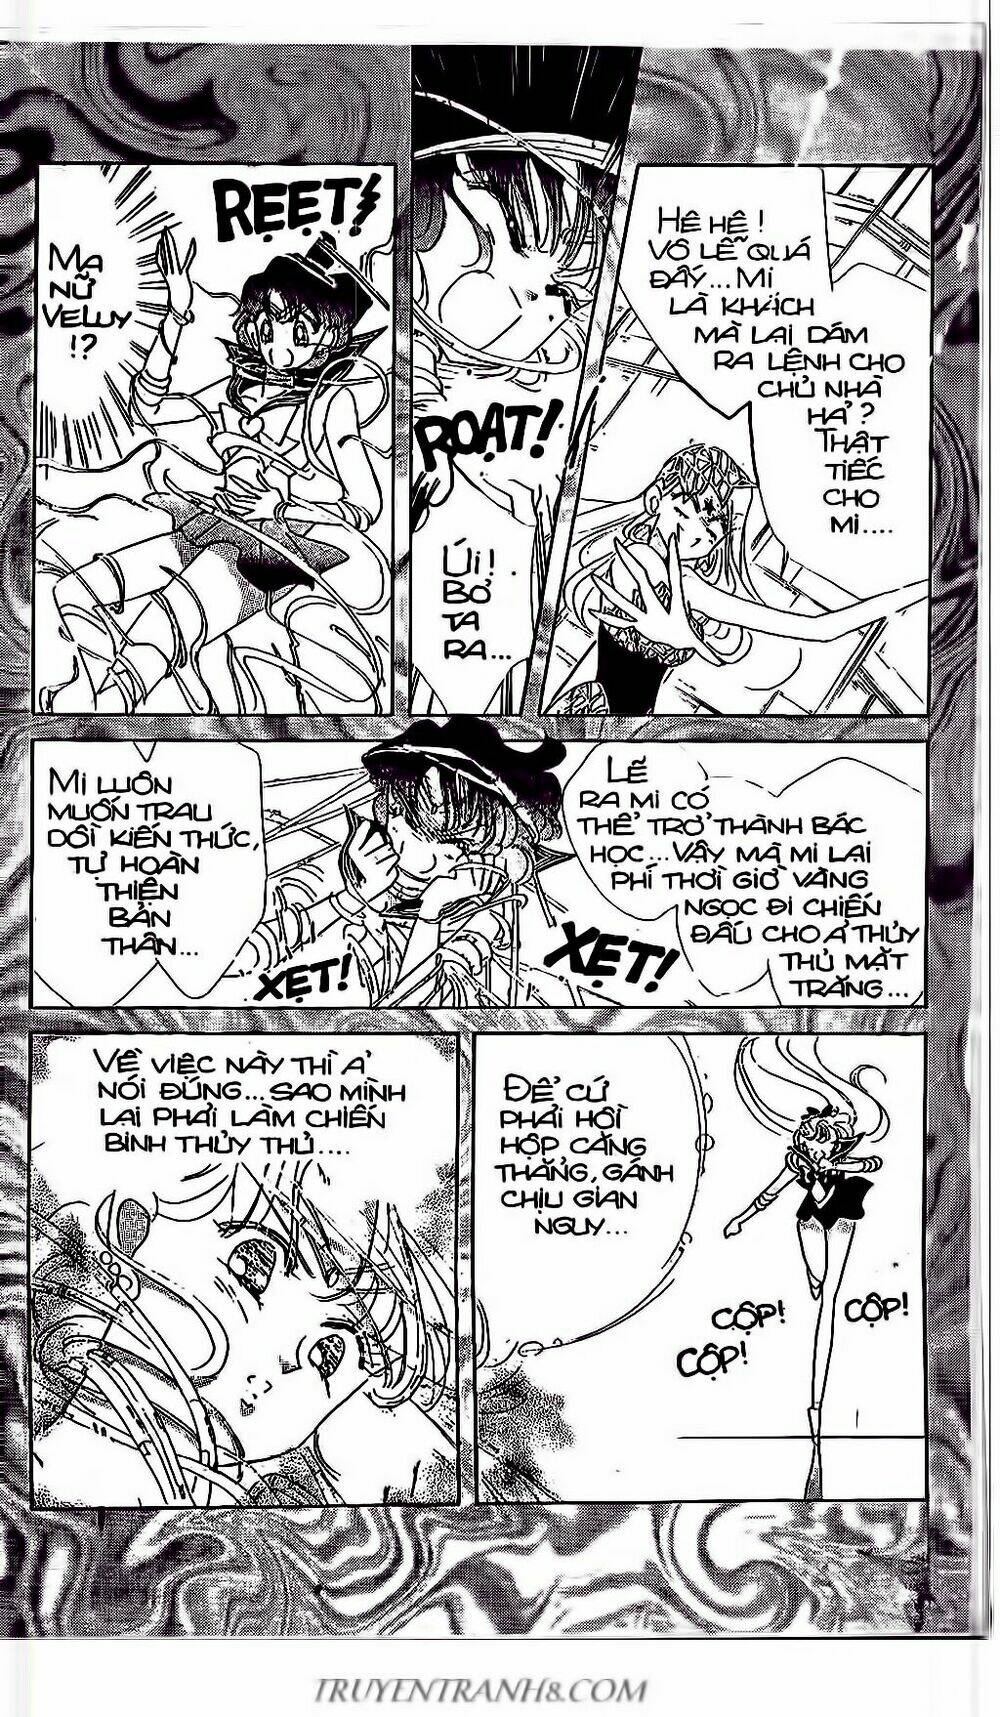 REẸT!
MA
NỮ
VELUY
!?
ROẠT!
ÚI!
BỎ
TA
RA...
HÊ HÊ!
VÔ LỄ QUÁ
ĐẤY... MI
LÀ KHÁCH
MÀ LẠI DÁM
RA LỆNH CHO
CHỦ NHÀ
HẢ?
THẬT
TIẾC
CHO
MI....
MI LUÔN
MUỐN TRAU
DỒI KIẾN THỨC,
TỰ HOÀN
THIỆN
BẢN
THÂN...
XẸT!
XẸT!
LẼ
RA MI CÓ
THỂ TRỞ THÀNH BÁC
HỌC... VẬY MÀ MI LẠI
PHÍ THỜI GIỜ VÀNG
NGỌC ĐI CHIẾN
ĐẤU CHO Ả THỦY
THỦ MẶT
TRĂNG...
VỀ VIỆC NÀY THÌ Ả
NÓI ĐÚNG... SAO MÌNH
LẠI PHẢI LÀM CHIẾN
BINH THỦY THỦ....
ĐỂ CỨ
PHẢI HỒI
HỘP CĂNG
THẲNG, GÁNH
CHỊU GIAN
NGUY...
CỘP!
CỘP!
CỘP!
TRUYENTRANH8.COM